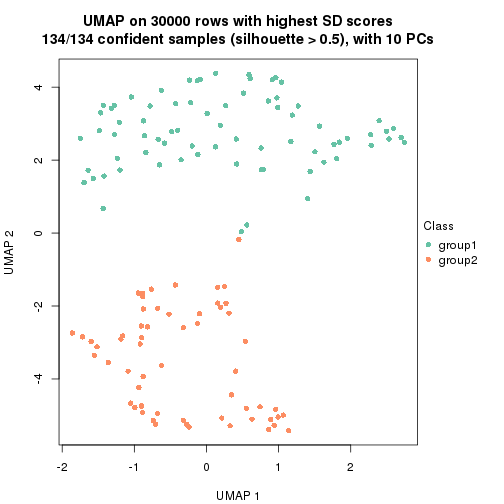 UMAP on 30000 rows with highest SD scores
134/134 confident samples (silhouette > 0.5), with 10 PCs
4
2
0
-2
-4
UMAP 2
-2
-1
0
1
2
UMAP 1
Class
group1
group2